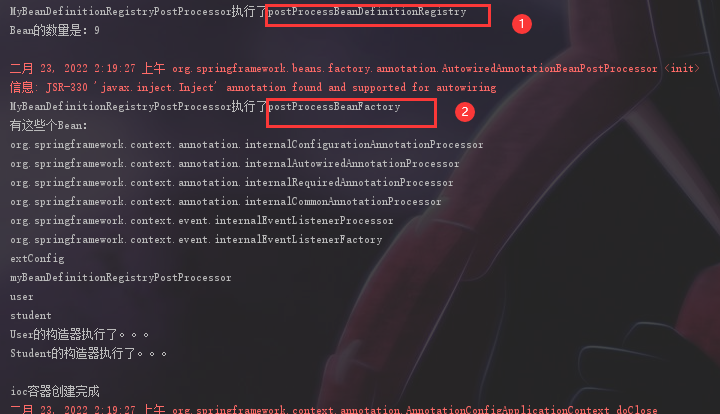 MyBeanDefinitionRegistryPostProcessor执行了postProcessBeanDefinitionRegistry
1
Bean的数量是: 9
二月 23, 2022 2:19:27 上午 org.springframework.beans.factory.annotation.AutowiredAnnotationBeanPostProcessor <init>
信息: JSR-330 'javax.inject.Inject' annotation found and supported for autowiring
MyBeanDefinitionRegistryPostProcessor执行了postProcessBeanFactory
2
有这些个Bean:
org.springframework.context.annotation.internalConfigurationAnnotationProcessor
org.springframework.context.annotation.internalAutowiredAnnotationProcessor
org.springframework.context.annotation.internalRequiredAnnotationProcessor
org.springframework.context.annotation.internalCommonAnnotationProcessor
org.springframework.context.event.internalEventListenerProcessor
org.springframework.context.event.internalEventListenerFactory
extConfig
myBeanDefinitionRegistryPostProcessor
user
student
User的构造器执行了。。。
Student的构造器执行了。。。
ioc容器创建完成
二月 23, 2022 2:19:27 上午 org.springframework.context.annotation.AnnotationConfigApplicationContext doClose